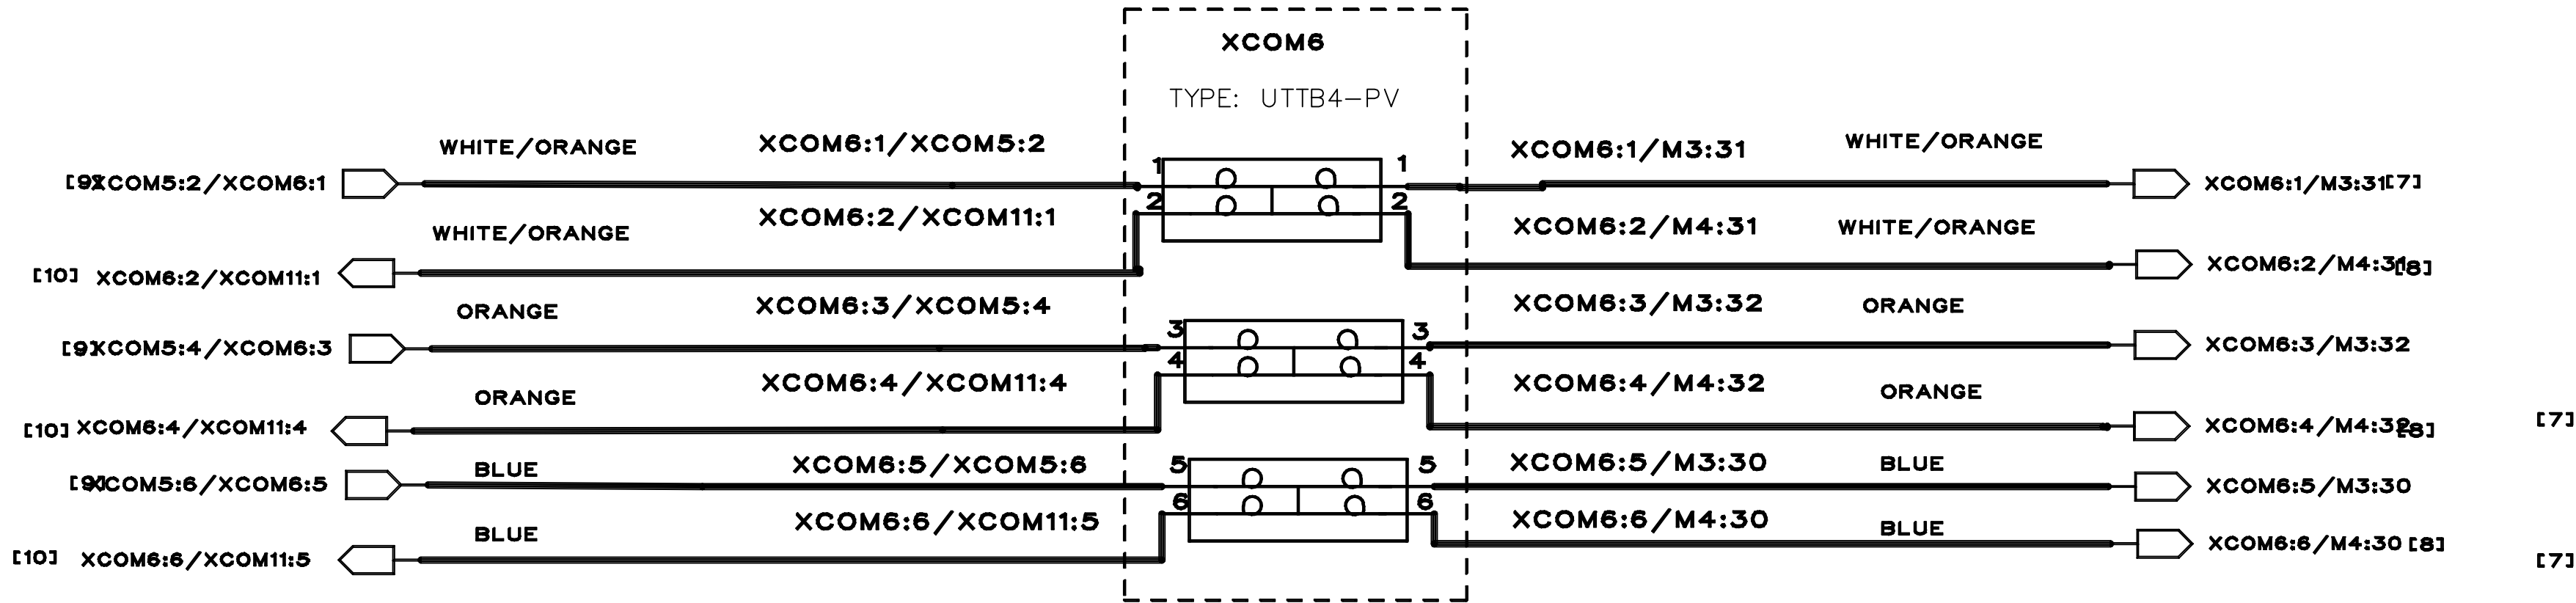 XCOM6
TYPE: UTTB4-PV
WHITE/ORANGE XCOM6:1/XCOM5:2 XCOM6:1/M3:31 WHITE/ORANGE
[9] XCOM5:2/XCOM6:1 1 1 XCOM6:1/M3:31 [7]
2 2
WHITE/ORANGE XCOM6:2/XCOM11:1 XCOM6:2/M4:31 WHITE/ORANGE
[10] XCOM6:2/XCOM11:1 XCOM6:2/M4:31 [8]
ORANGE XCOM6:3/XCOM5:4 XCOM6:3/M3:32 ORANGE
[9] XCOM5:4/XCOM6:3 3 3 XCOM6:3/M3:32
4 4
ORANGE XCOM6:4/XCOM11:4 XCOM6:4/M4:32 ORANGE
[10] XCOM6:4/XCOM11:4 XCOM6:4/M4:32 [8] [7]
BLUE XCOM6:5/XCOM5:6 5 5 XCOM6:5/M3:30 BLUE
[9] XCOM5:6/XCOM6:5 XCOM6:5/M3:30
6 6
BLUE XCOM6:6/XCOM11:5 XCOM6:6/M4:30 BLUE
[10] XCOM6:6/XCOM11:5 XCOM6:6/M4:30 [8] [7]